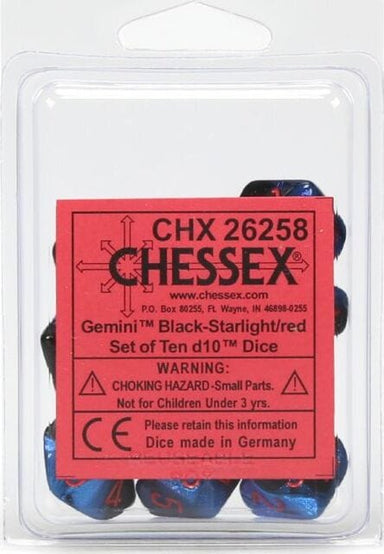 CHX 26258
CHESSEX®
www.chessex.com
P.O. Box 80255, Ft. Wayne, IN 46898-0255
Gemini™ Black-Starlight/red
Set of Ten d10™ Dice
WARNING:
CHOKING HAZARD-Small Parts.
Not for Children Under 3 yrs.
CE Please retain this information
Dice made in Germany
4
5